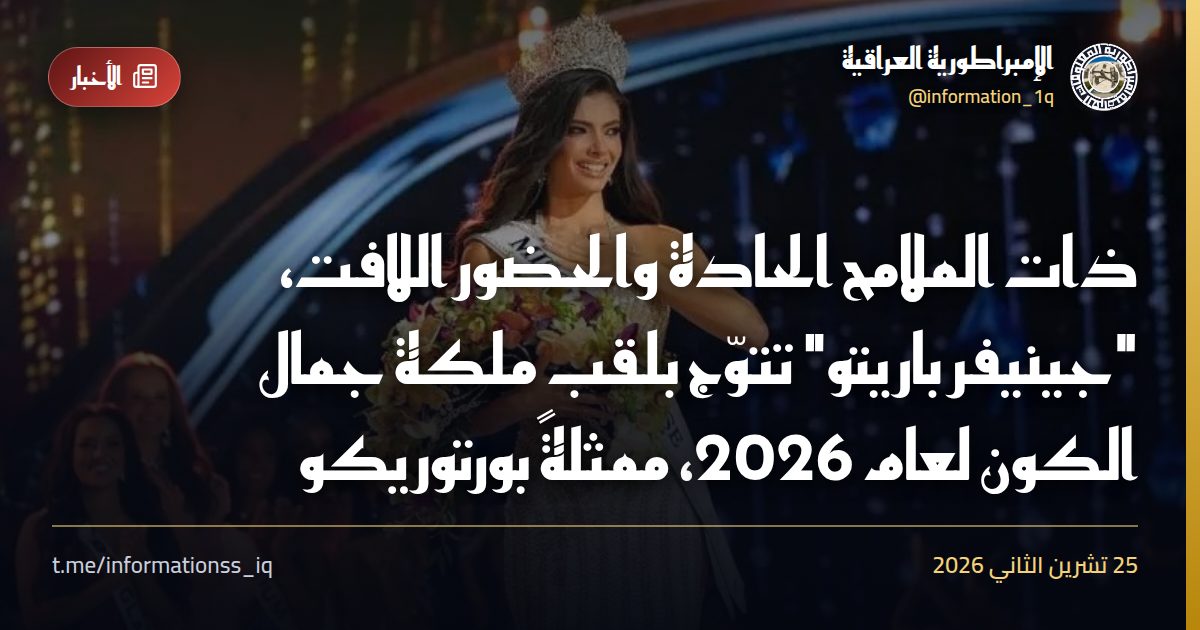 الإمبراطورية العراقية
@information_1q
الأخبار
ذات الملامح الحادة والحضور اللافت،
"جينيفر بارينتو" تتوّج بلقب ملكة جمال
الكون لعام 2026، ممثلةً بورتوريكو
25 تشرين الثاني 2026
t.me/informationss_iq